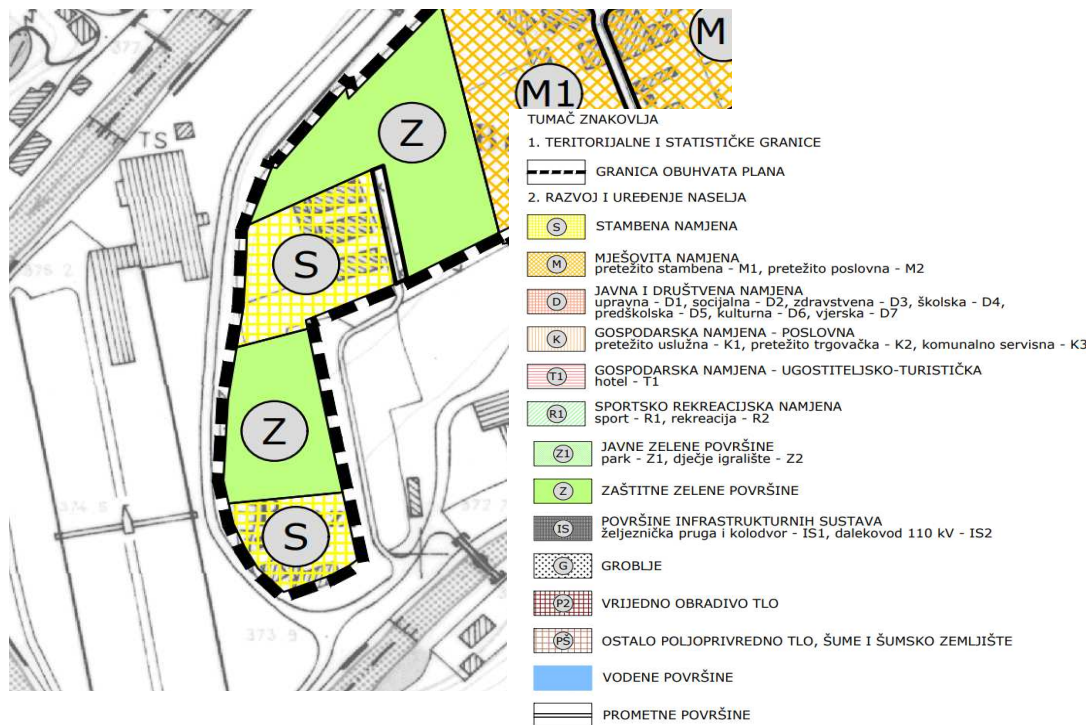 377
M
M1
Z
TS
S
Z
S
373.9
TUMAČ ZNAKOVLJA
1. TERITORIJALNE I STATISTIČKE GRANICE
GRANICA OBUHVATA PLANA
2. RAZVOJ I UREĐENJE NASELJA
S STAMBENA NAMJENA
M MJEŠOVITA NAMJENA
pretežito stambena - M1, pretežito poslovna - M2
D JAVNA I DRUŠTVENA NAMJENA
upravna - D1, socijalna - D2, zdravstvena - D3, školska - D4,
predškolska - D5, kulturna - D6, vjerska - D7
K GOSPODARSKA NAMJENA - POSLOVNA
pretežito uslužna - K1, pretežito trgovačka - K2, komunalno servisna - K3
T1 GOSPODARSKA NAMJENA - UGOSTITELJSKO-TURISTIČKA
hotel - T1
R1 SPORTSKO REKREACIJSKA NAMJENA
sport - R1, rekreacija - R2
Z1 JAVNE ZELENE POVRŠINE
park - Z1, dječje igralište - Z2
Z ZAŠTITNE ZELENE POVRŠINE
IS POVRŠINE INFRASTRUKTURNIH SUSTAVA
željeznička pruga i kolodvor - IS1, dalekovod 110 kV - IS2
G GROBLJE
P2 VRIJEDNO OBRADIVO TLO
PŠ OSTALO POLJOPRIVREDNO TLO, ŠUME I ŠUMSKO ZEMLJIŠTE
VODENE POVRŠINE
PROMETNE POVRŠINE